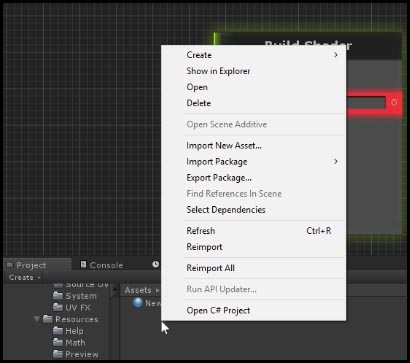 Build Shader
Create
Show in Explorer
Open
Delete
Open Scene Additive
Import New Asset...
Import Package
Export Package...
Find References In Scene
Select Dependencies
Refresh Ctrl+R
Reimport
Reimport All
Run API Updater...
Open C# Project
Project Console
Create
Source UV
System
UV FX
Resources
Help
Math
Preview
Assets
New